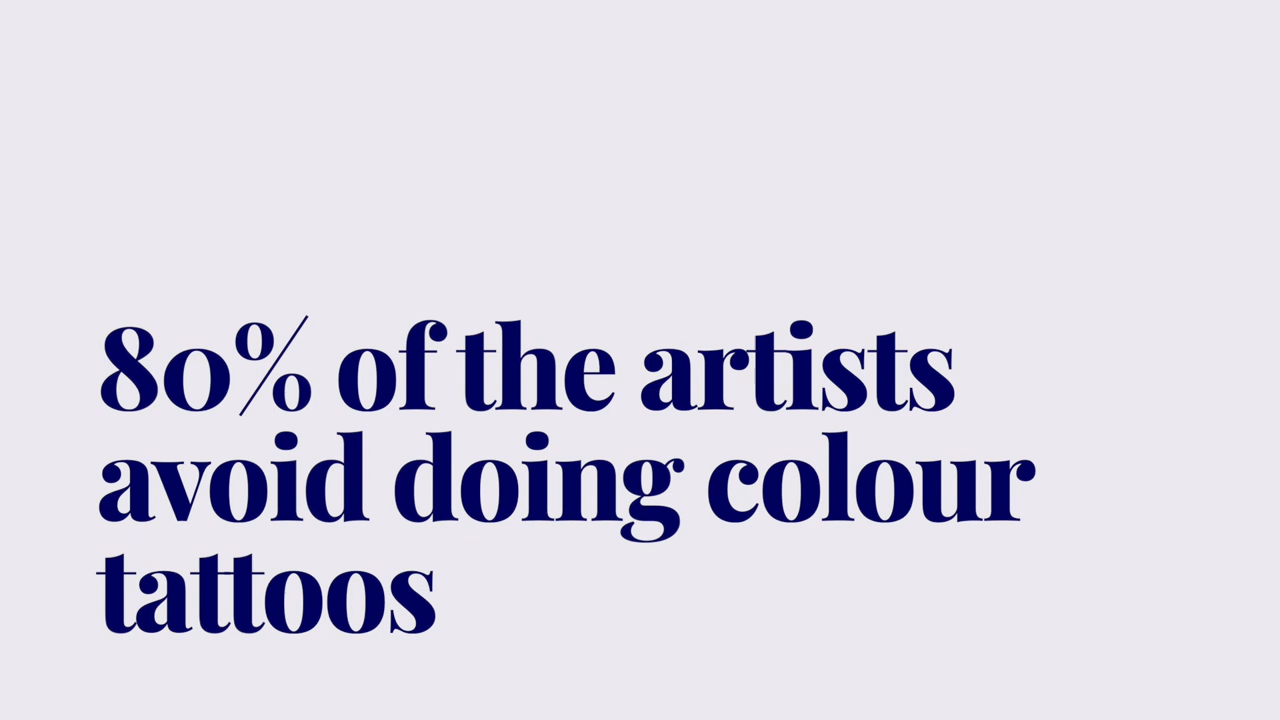 80% of the artists
avoid doing colour
tattoos